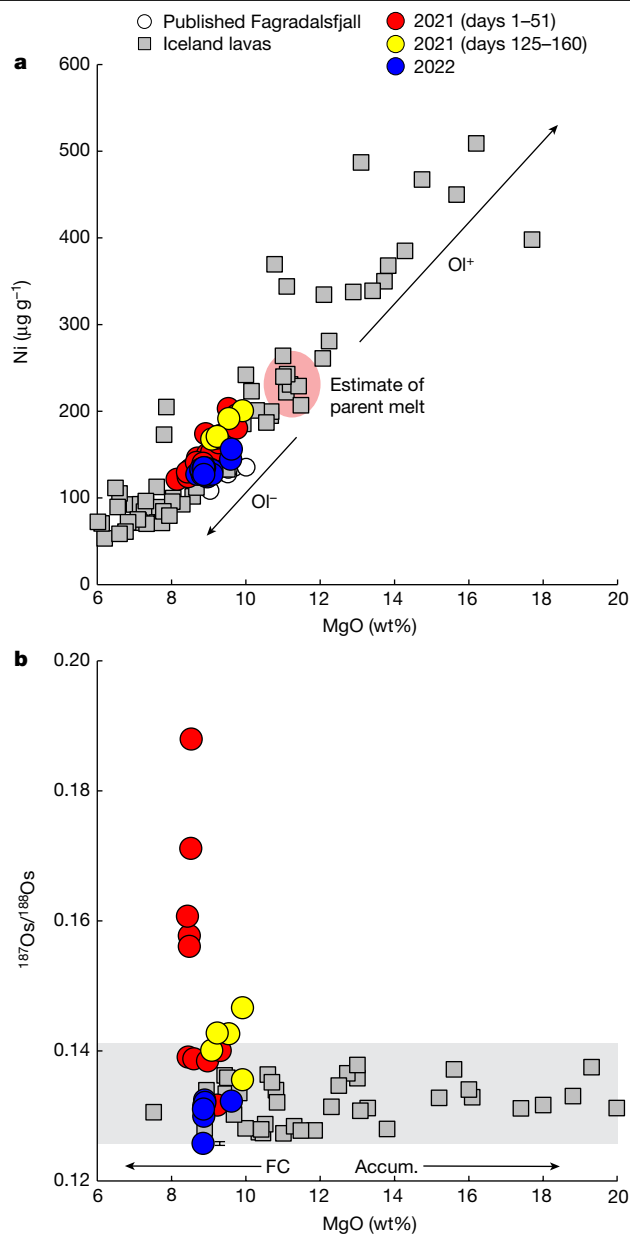 Published Fagradalsfjall
Iceland lavas
2021 (days 1–51)
2021 (days 125–160)
2022
a
600
500
400
300
200
100
0
Ni (μg g⁻¹)
Ol⁺
Estimate of
parent melt
Ol⁻
6 8 10 12 14 16 18 20
MgO (wt%)
b
0.20
0.18
0.16
0.14
0.12
¹⁸⁷Os/¹⁸⁸Os
FC Accum.
6 8 10 12 14 16 18 20
MgO (wt%)